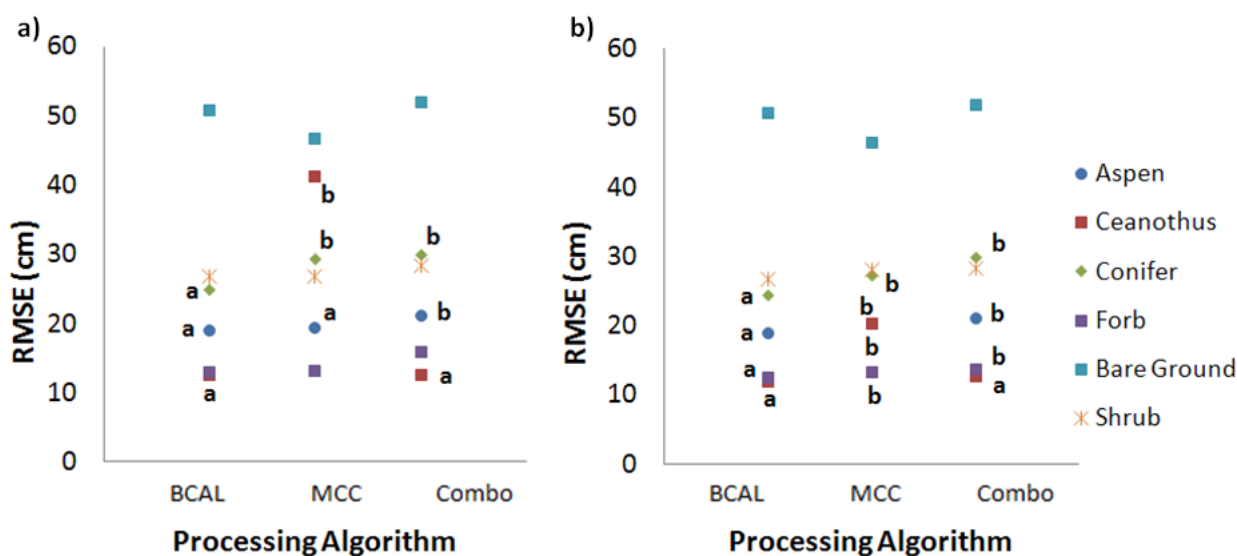 a)
60
50
40
30
20
10
0
RMSE (cm)
b
b
b
a
a
a
b
a
a
BCAL
MCC
Combo
Processing Algorithm
b)
60
50
40
30
20
10
0
RMSE (cm)
b
a
b
b
a
b
b
b
a
a
b
a
BCAL
MCC
Combo
Processing Algorithm
Aspen
Ceanothus
Conifer
Forb
Bare Ground
Shrub